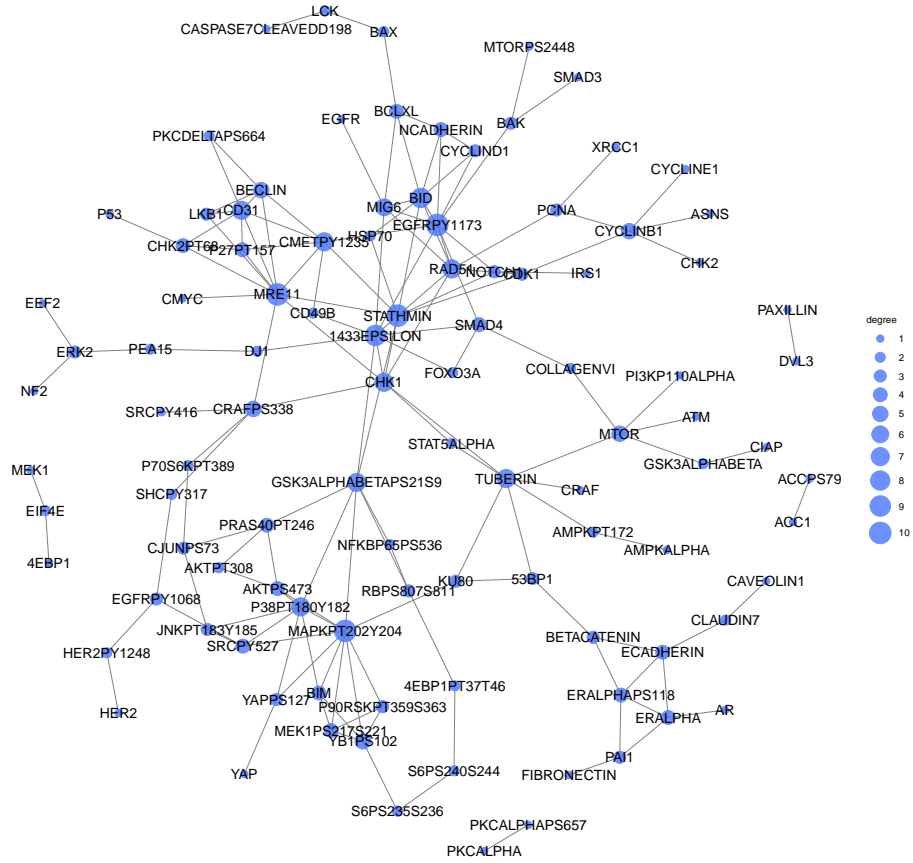 LCK
CASPASE7CLEAVEDD198
BAX
MTORPS2448
SMAD3
EGFR
BCLXL
NCADHERIN
BAK
PKCDELTAPS664
CYCLIND1
XRCC1
CYCLINE1
BECLIN
P53
LKB1
CD31
MIG6
BID
PCNA
ASNS
CHK2PT68
P27PT157
CMETPY1235
HSP70
EGFRPY1173
CYCLINB1
CHK2
RAD51
NOTCH1
CDK1
IRS1
EEF2
CMYC
MRE11
CD49B
STATHMIN
SMAD4
PAXILLIN
degree
ERK2
PEA15
DJ1
1433EPSILON
1
2
DVL3
NF2
CHK1
FOXO3A
COLLAGENVI
PI3KP110ALPHA
3
4
SRCPY416
CRAFPS338
ATM
5
MTOR
6
STAT5ALPHA
CIAP
7
MEK1
P70S6KPT389
GSK3ALPHABETA
8
SHCPY317
GSK3ALPHABETAPS21S9
TUBERIN
CRAF
ACCPS79
9
EIF4E
PRAS40PT246
AMPKPT172
ACC1
10
4EBP1
CJUNPS73
NFKBP65PS536
AMPKALPHA
AKTPT308
KU80
53BP1
CAVEOLIN1
EGFRPY1068
AKTPS473
RBPS807S811
P38PT180Y182
CLAUDIN7
JNKPT183Y185
MAPKPT202Y204
BETACATENIN
HER2PY1248
SRCPY527
ECADHERIN
YAPPS127
BIM
4EBP1PT37T46
ERALPHAPS118
HER2
P90RSKPT359S363
ERALPHA
AR
MEK1PS217S221
YB1PS102
PAI1
YAP
S6PS240S244
FIBRONECTIN
S6PS235S236
PKCALPHAPS657
PKCALPHA